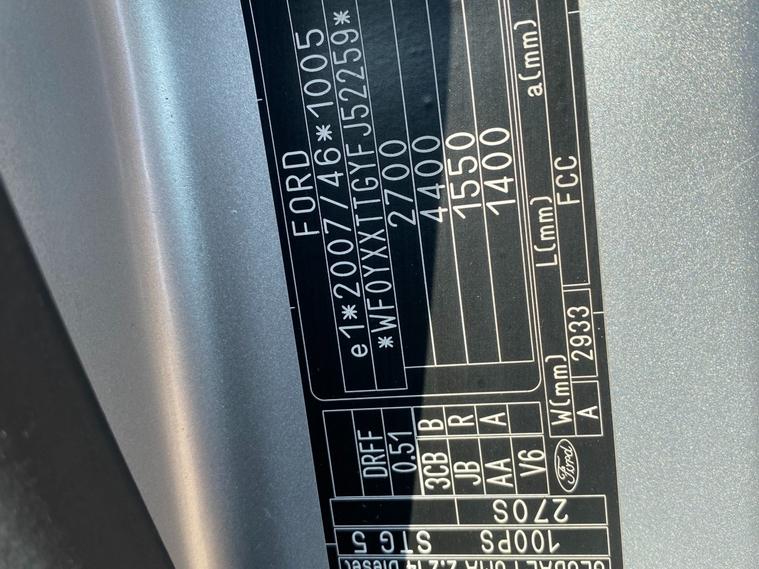 FORD
e1*2007/46*1005
*WF0YXXTTGYFJ52259*
2700
4400
1550
1400
L(mm) a(mm)
FCC
W(mm)
A 2933
DRFF
0.51
3CB B
JB R
AA A
V6
Ford
270S
100PS STG 5